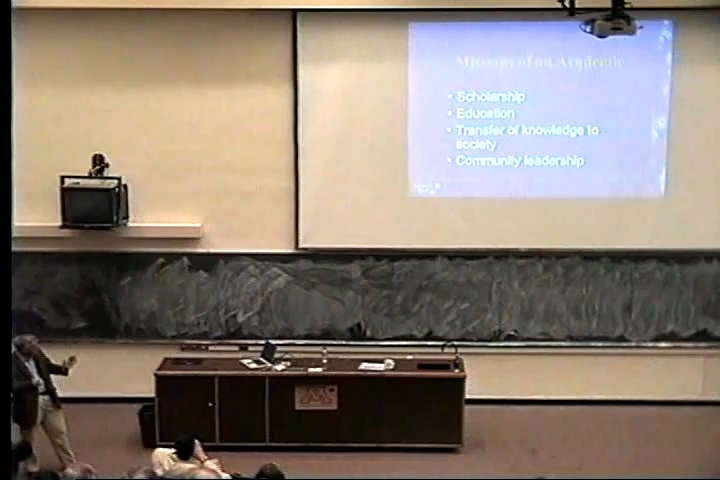 Missions of an Academic
• Scholarship
• Education
• Transfer of knowledge to
society
• Community leadership